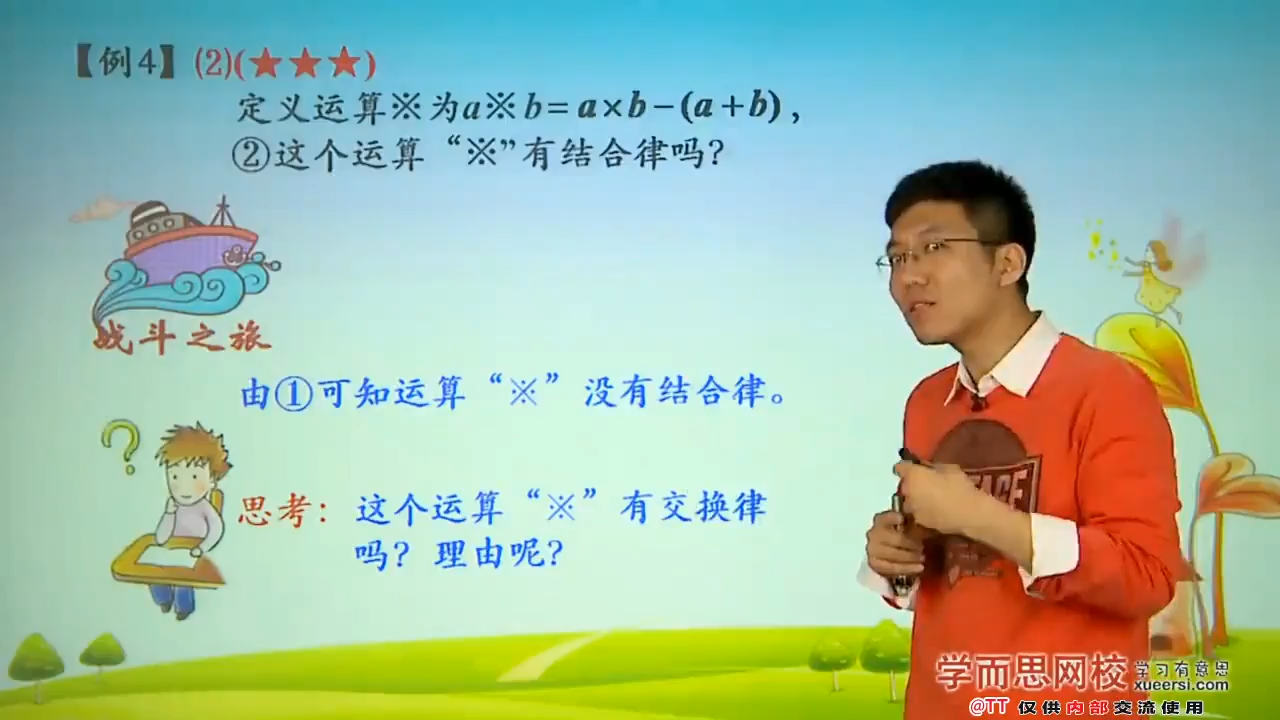 【例4】(2)(★★★)
定义运算※为a※b=a×b-(a+b)，
②这个运算“※”有结合律吗？
战斗之旅
由①可知运算“※”没有结合律。
思考：这个运算“※”有交换律
吗？理由呢？
学而思网校 学习有意思
xueersi.com
@TT 仅供内部交流使用